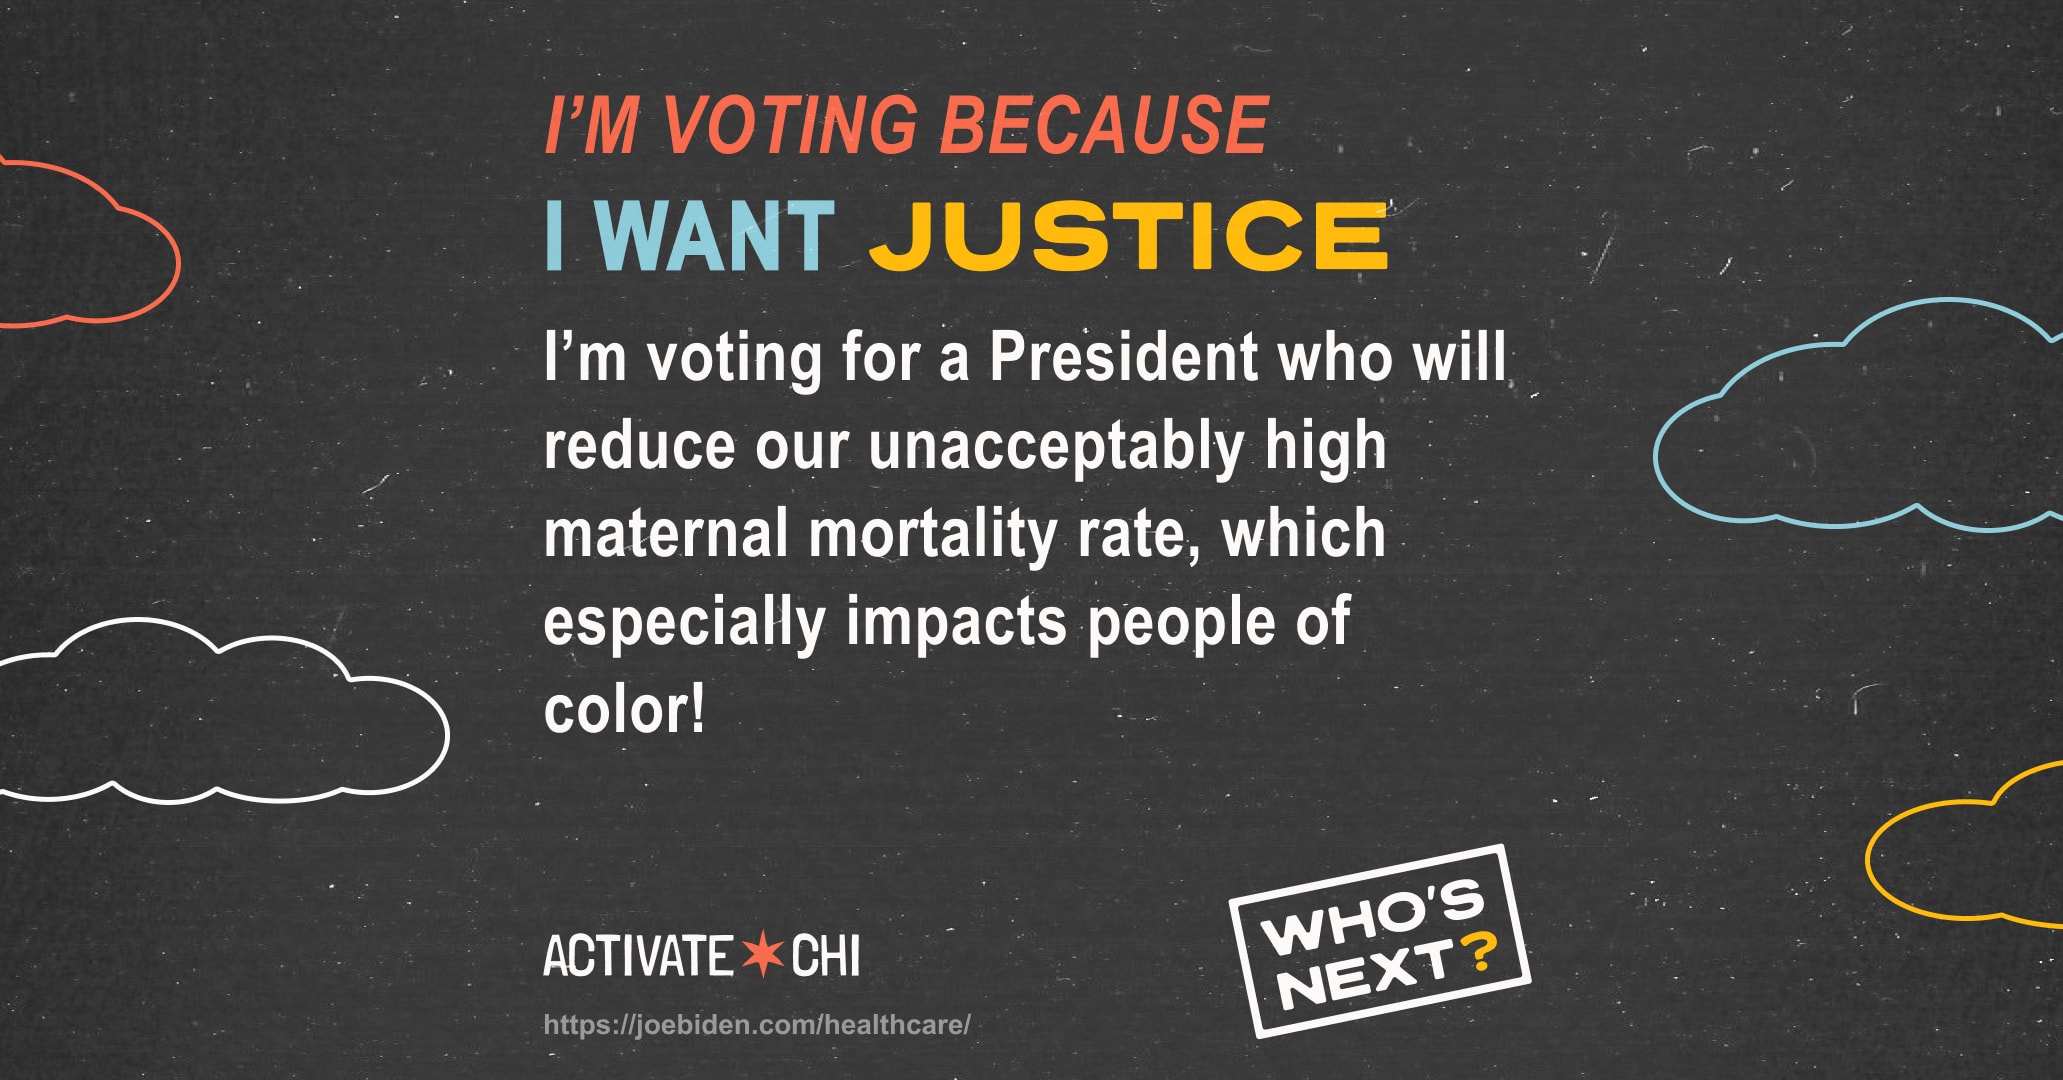 I’M VOTING BECAUSE
I WANT JUSTICE
I’m voting for a President who will
reduce our unacceptably high
maternal mortality rate, which
especially impacts people of
color!
ACTIVATE CHI
https://joebiden.com/healthcare/
WHO'S
NEXT?